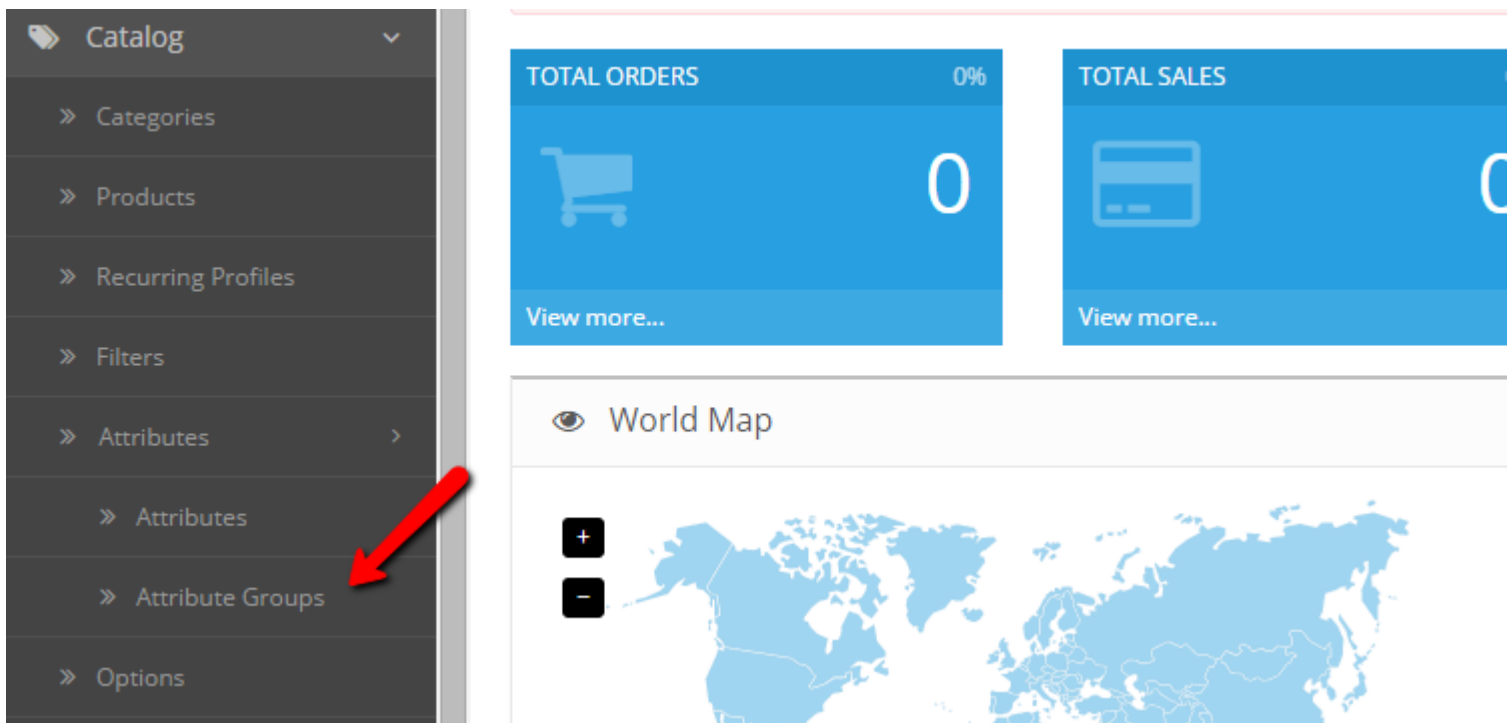 Catalog
Categories
Products
Recurring Profiles
Filters
Attributes
Attributes
Attribute Groups
Options
TOTAL ORDERS 0%
0
View more...
TOTAL SALES
0
View more...
World Map
+
−